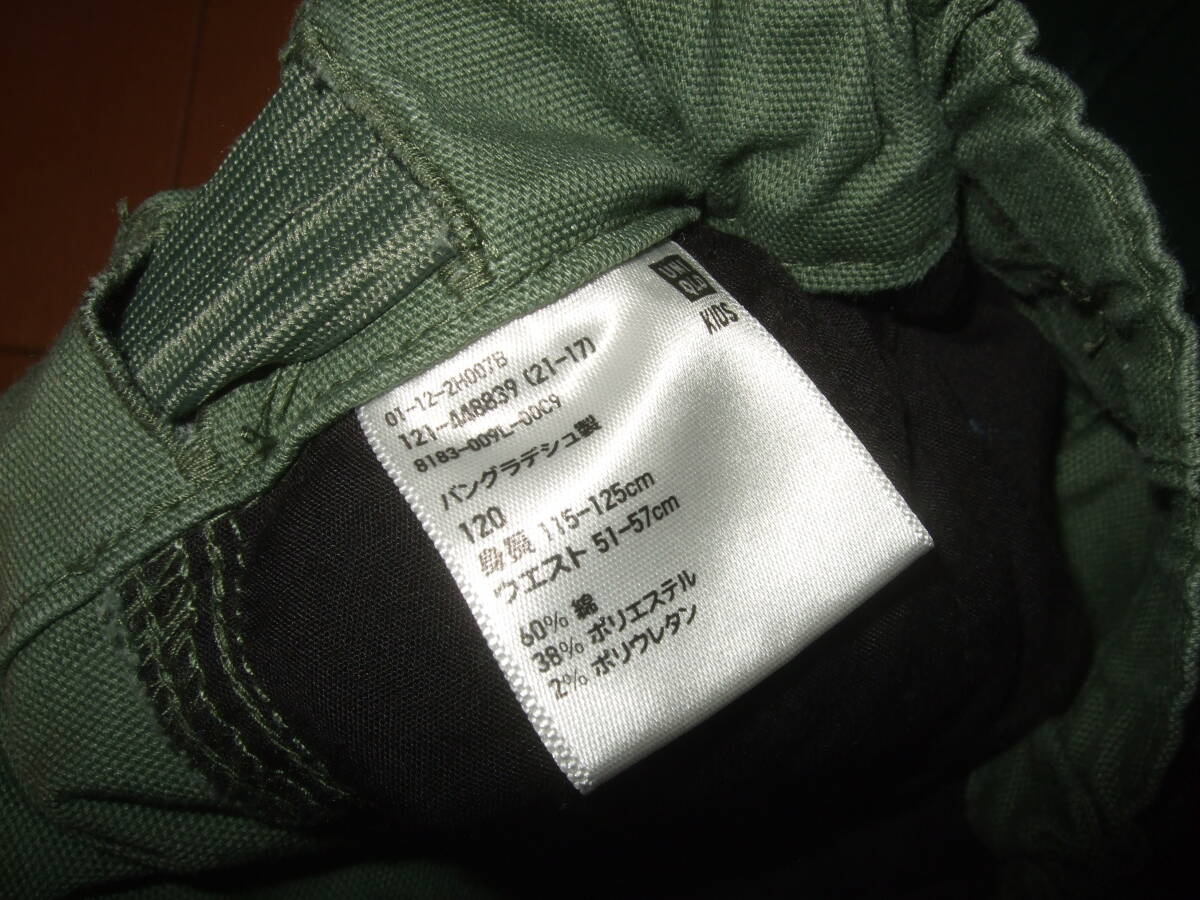 UNI
QLO
KIDS
01-12-2H007B
121-448839 (21-17)
8183-009L-00C9
バングラデシュ製
120
身長 115-125cm
ウエスト 51-57cm
60% 綿
38% ポリエステル
2% ポリウレタン